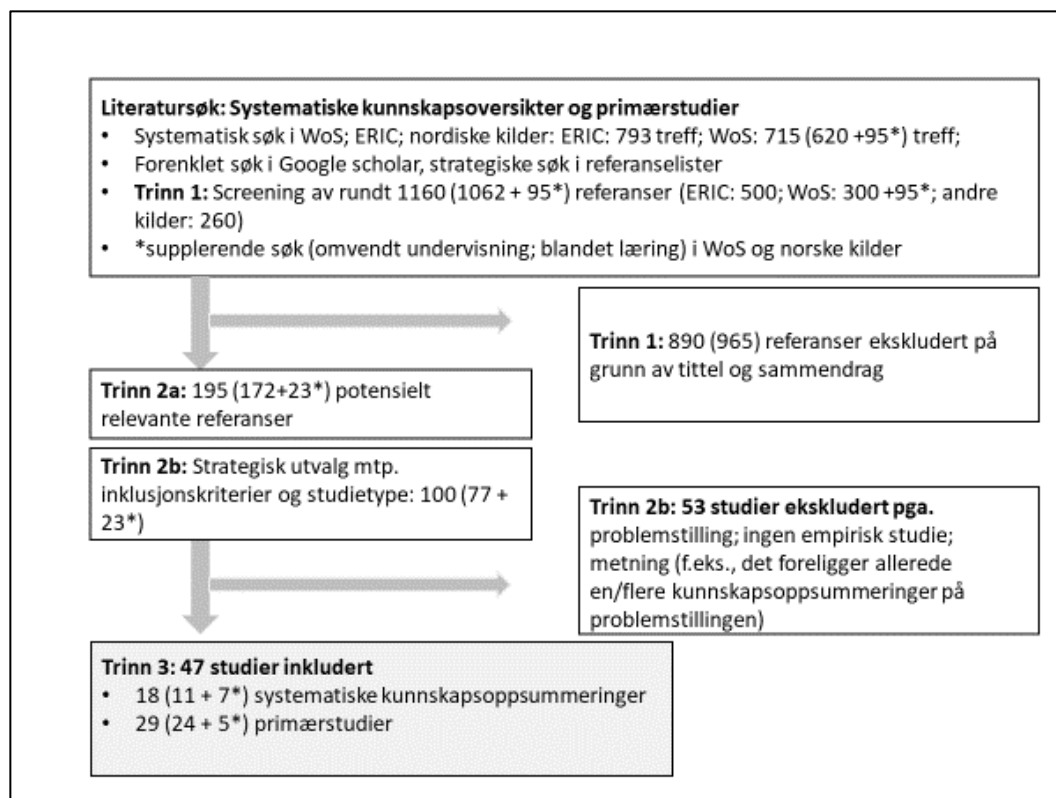 Literatursøk: Systematiske kunnskapsoversikter og primærstudier
• Systematisk søk i WoS; ERIC; nordiske kilder: ERIC: 793 treff; WoS: 715 (620 +95*) treff;
• Forenklet søk i Google scholar, strategiske søk i referanselister
• Trinn 1: Screening av rundt 1160 (1062 + 95*) referanser (ERIC: 500; WoS: 300 +95*; andre
kilder: 260)
• *supplerende søk (omvendt undervisning; blandet læring) i WoS og norske kilder
Trinn 1: 890 (965) referanser ekskludert på
grunn av tittel og sammendrag
Trinn 2a: 195 (172+23*) potensielt
relevante referanser
Trinn 2b: Strategisk utvalg mtp.
inklusjonskriterier og studietype: 100 (77 +
23*)
Trinn 2b: 53 studier ekskludert pga.
problemstilling; ingen empirisk studie;
metning (f.eks., det foreligger allerede
en/flere kunnskapsoppsummeringer på
problemstillingen)
Trinn 3: 47 studier inkludert
• 18 (11 + 7*) systematiske kunnskapsoppsummeringer
• 29 (24 + 5*) primærstudier